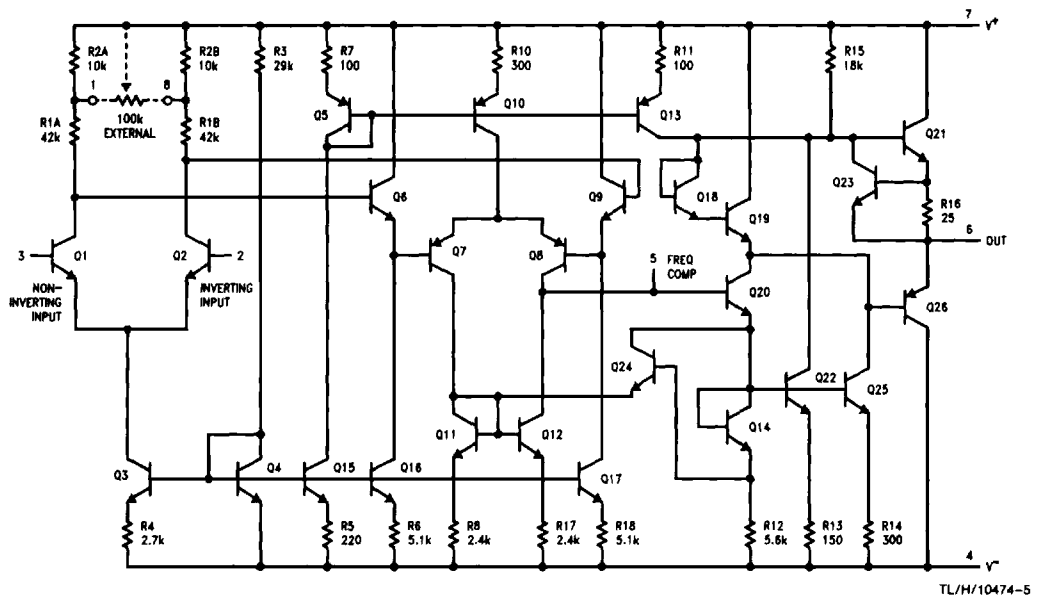 7 V+
R2A
10k
R2B
10k
R3
29k
R7
100
R10
300
R11
100
R15
18k
1
8
100k
EXTERNAL
R1A
42k
R1B
42k
Q5
Q10
Q13
Q21
Q6
Q9
Q18
Q19
Q23
R16
25
6
OUT
3
Q1
Q2
2
NON-
INVERTING
INPUT
INVERTING
INPUT
Q7
Q8
5
FREQ
COMP
Q20
Q26
Q24
Q22
Q25
Q11
Q12
Q14
Q3
Q4
Q15
Q16
Q17
R4
2.7k
R5
220
R6
5.1k
R8
2.4k
R17
2.4k
R18
5.1k
R12
5.6k
R13
150
R14
300
4 V-
TL/H/10474-5